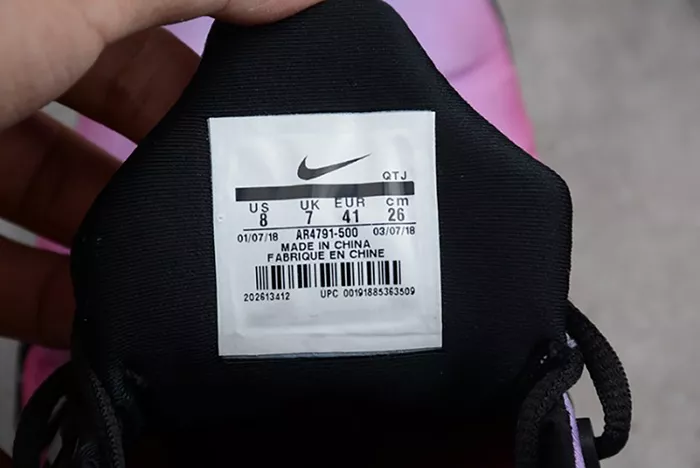 QTJ
US UK EUR cm
8 7 41 26
01/07/18 AR4791-500 03/07/18
MADE IN CHINA
FABRIQUE EN CHINE
202613412 UPC 00191885363509